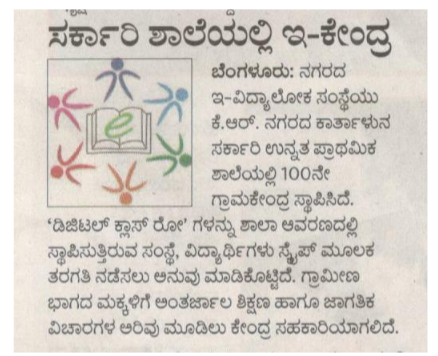 ಸರ್ಕಾರಿ ಶಾಲೆಯಲ್ಲಿ ಇ-ಕೇಂದ್ರ
ಬೆಂಗಳೂರು: ನಗರದ
ಇ-ವಿದ್ಯಾಲೋಕ ಸಂಸ್ಥೆಯು
ಕೆ.ಆರ್. ನಗರದ ಕಾರ್ತಾಳುನ
ಸರ್ಕಾರಿ ಉನ್ನತ ಪ್ರಾಥಮಿಕ
ಶಾಲೆಯಲ್ಲಿ 100ನೇ
ಗ್ರಾಮಕೇಂದ್ರ ಸ್ಥಾಪಿಸಿದೆ.
e
'ಡಿಜಿಟಲ್ ಕ್ಲಾಸ್ ರೋ' ಗಳನ್ನು ಶಾಲಾ ಆವರಣದಲ್ಲಿ
ಸ್ಥಾಪಿಸುತ್ತಿರುವ ಸಂಸ್ಥೆ, ವಿದ್ಯಾರ್ಥಿಗಳು ಸ್ಕೈಪ್ ಮೂಲಕ
ತರಗತಿ ನಡೆಸಲು ಅನುವು ಮಾಡಿಕೊಟ್ಟಿದೆ. ಗ್ರಾಮೀಣ
ಭಾಗದ ಮಕ್ಕಳಿಗೆ ಅಂತರ್ಜಾಲ ಶಿಕ್ಷಣ ಹಾಗೂ ಜಾಗತಿಕ
ವಿಚಾರಗಳ ಅರಿವು ಮೂಡಿಲು ಕೇಂದ್ರ ಸಹಕಾರಿಯಾಗಲಿದೆ.